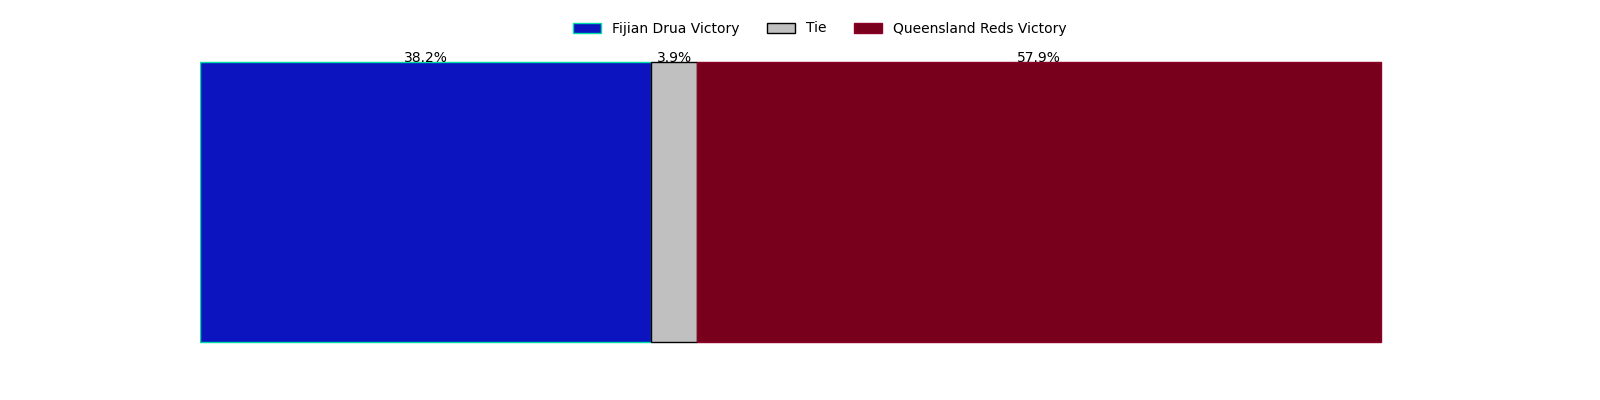 Fijian Drua Victory Tie Queensland Reds Victory
38.2% 3.9% 57.9%